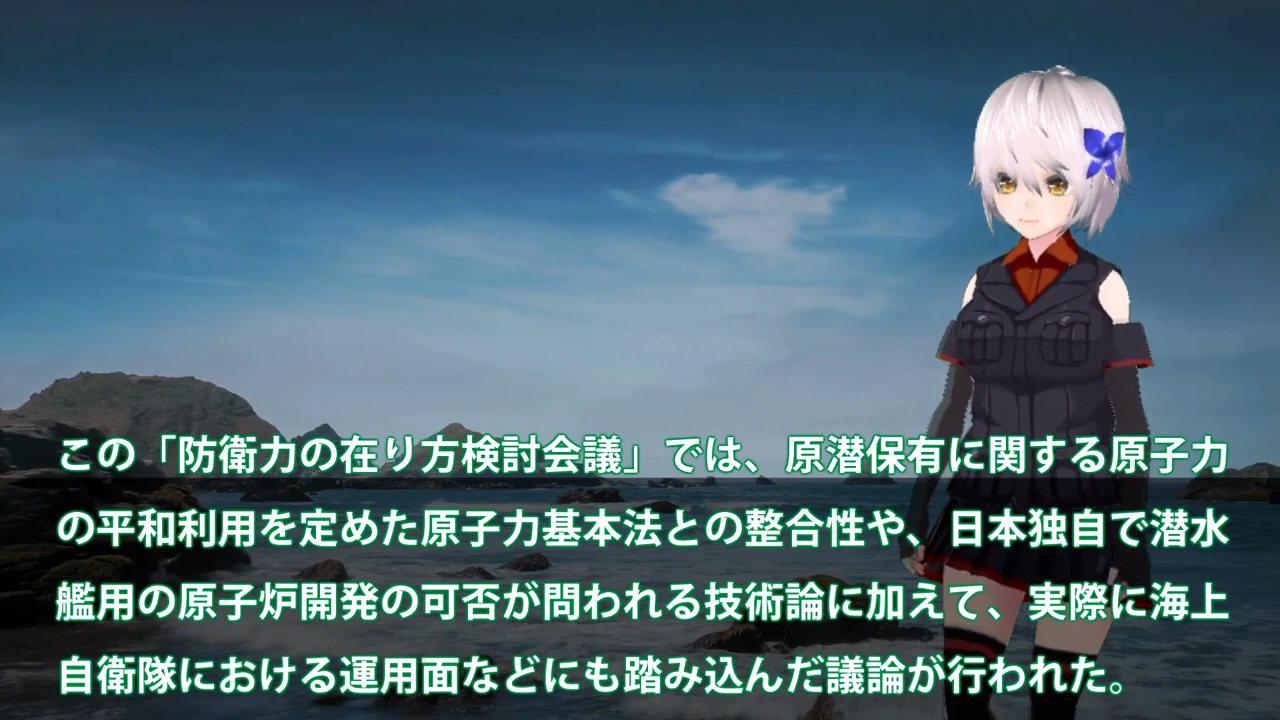 この「防衛力の在り方検討会議」では、原潜保有に関する原子力
の平和利用を定めた原子力基本法との整合性や、日本独自で潜水
艦用の原子炉開発の可否が問われる技術論に加えて、実際に海上
自衛隊における運用面などにも踏み込んだ議論が行われた。